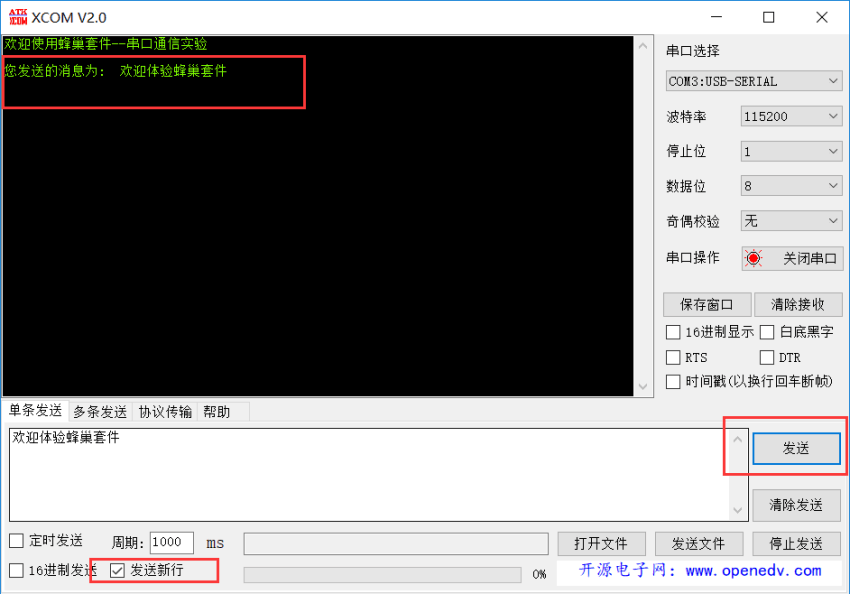 ATK XCOM XCOM V2.0
欢迎使用蜂巢套件--串口通信实验
您发送的消息为: 欢迎体验蜂巢套件
串口选择
COM3:USB-SERIAL
波特率 115200
停止位 1
数据位 8
奇偶校验 无
串口操作 关闭串口
保存窗口 清除接收
16进制显示 白底黑字
RTS DTR
时间戳(以换行回车断帧)
单条发送 多条发送 协议传输 帮助
欢迎体验蜂巢套件
发送
清除发送
定时发送 周期: 1000 ms 打开文件 发送文件 停止发送
16进制发送 发送新行 0% 开源电子网: www.openedv.com